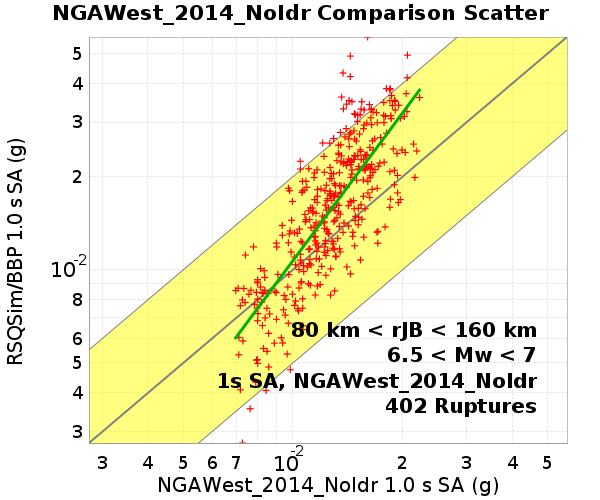 NGAWest_2014_NoIdr Comparison Scatter
RSQSim/BBP 1.0 s SA (g)
5
4
3
2
10^-2
8
6
5
4
3
80 km < rJB < 160 km
6.5 < Mw < 7
1s SA, NGAWest_2014_NoIdr
402 Ruptures
3 4 5 6 7 10^-2 2 3 4 5
NGAWest_2014_NoIdr 1.0 s SA (g)